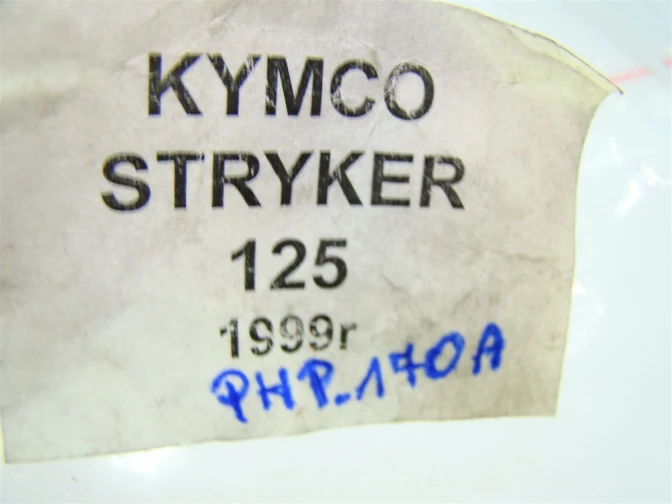 KYMCO
STRYKER
125
1999r
PHP-170A